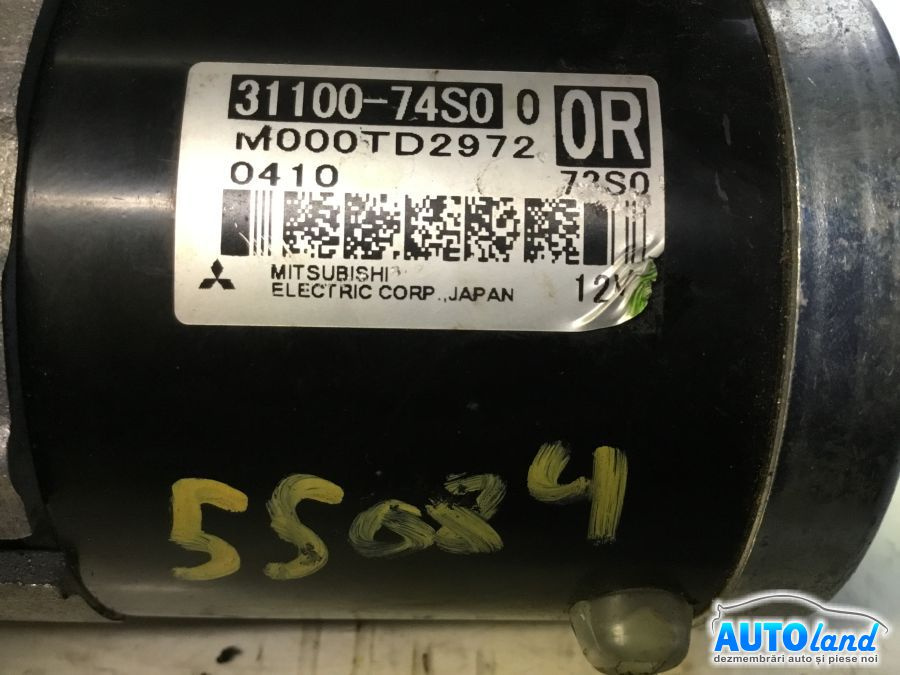 31100-74S0 0 0R
M000TD2972
0410 72S0
MITSUBISHI
ELECTRIC CORP.,JAPAN 12V
55084
AUTOland
dezmembrări auto și piese noi